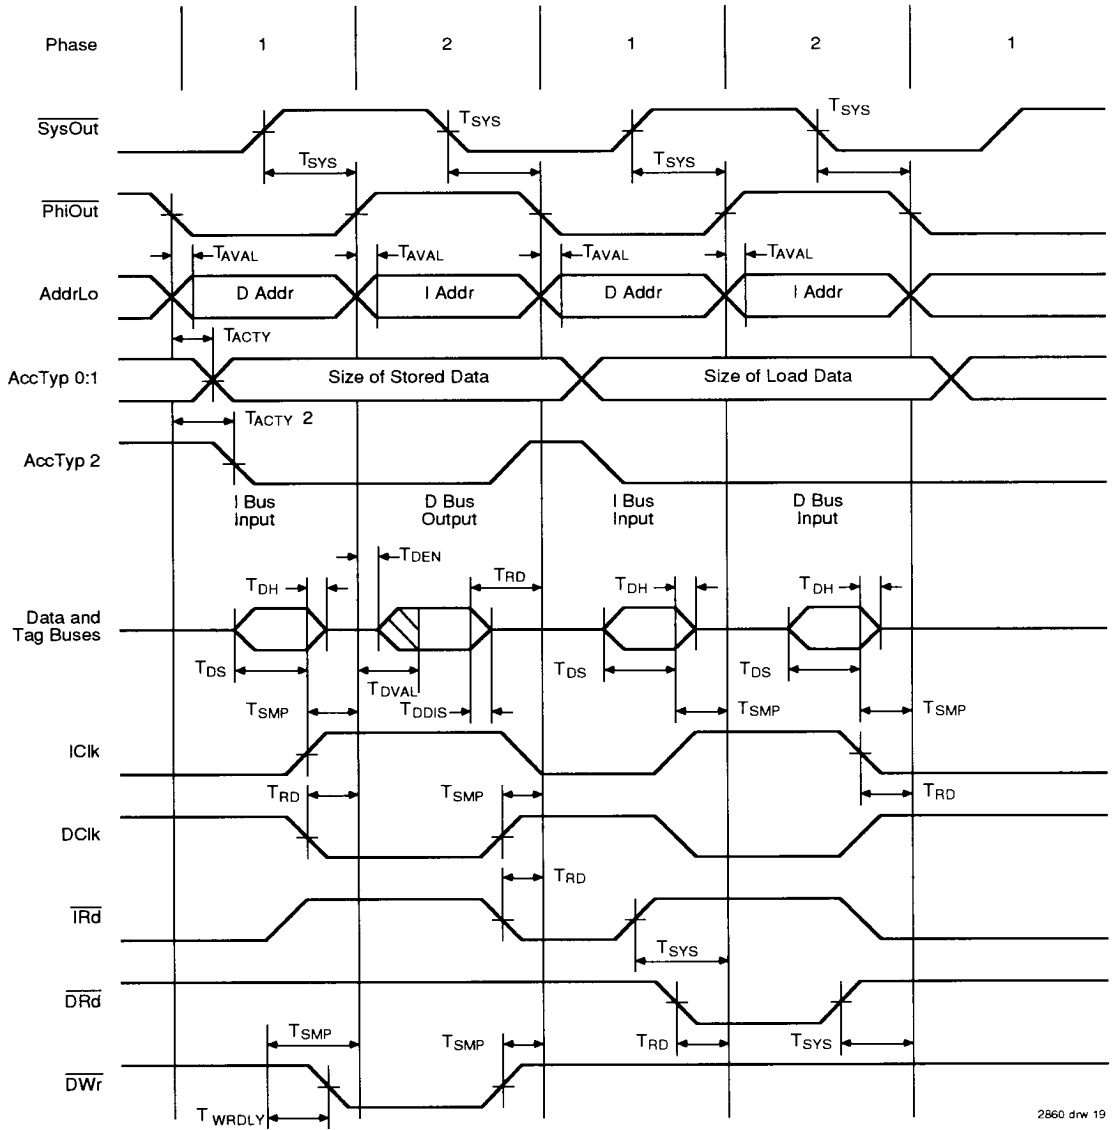 Phase 1 2 1 2 1
SysOut TSYS TSYS
TSYS TSYS
PhiOut
TAVAL TAVAL TAVAL TAVAL
AddrLo D Addr I Addr D Addr I Addr
TACTY
AccTyp 0:1 Size of Stored Data Size of Load Data
TACTY 2
AccTyp 2
I Bus Input D Bus Output I Bus Input D Bus Input
TDEN
TDH TRD TDH TDH
Data and Tag Buses
TDS TDVAL TDS TDS
TSMP TDDIS TSMP TSMP
IClk
TRD TSMP TRD
DClk
TRD
IRd
TSYS
DRd
TSMP TSMP TRD TSYS
DWr
TWRDLY
2860 drw 19